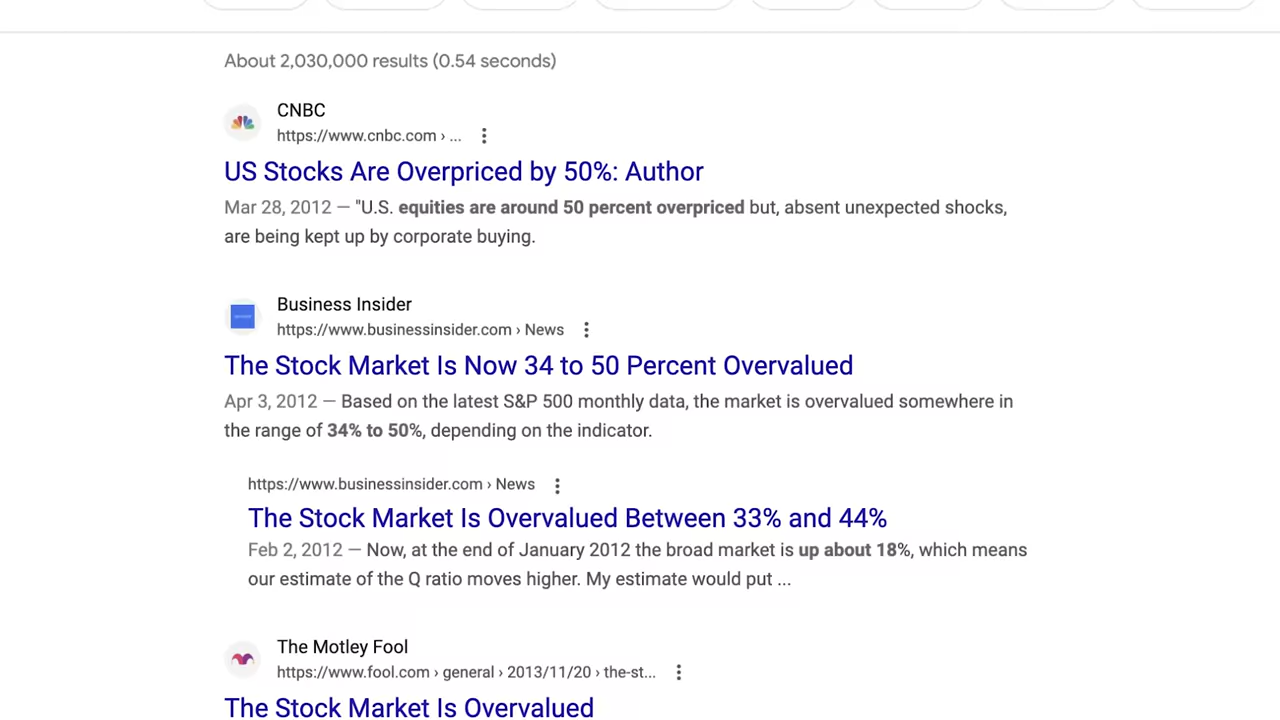 About 2,030,000 results (0.54 seconds)
CNBC
https://www.cnbc.com › ...
US Stocks Are Overpriced by 50%: Author
Mar 28, 2012 — "U.S. equities are around 50 percent overpriced but, absent unexpected shocks,
are being kept up by corporate buying.
Business Insider
https://www.businessinsider.com › News
The Stock Market Is Now 34 to 50 Percent Overvalued
Apr 3, 2012 — Based on the latest S&P 500 monthly data, the market is overvalued somewhere in
the range of 34% to 50%, depending on the indicator.
https://www.businessinsider.com › News
The Stock Market Is Overvalued Between 33% and 44%
Feb 2, 2012 — Now, at the end of January 2012 the broad market is up about 18%, which means
our estimate of the Q ratio moves higher. My estimate would put ...
The Motley Fool
https://www.fool.com › general › 2013/11/20 › the-st...
The Stock Market Is Overvalued